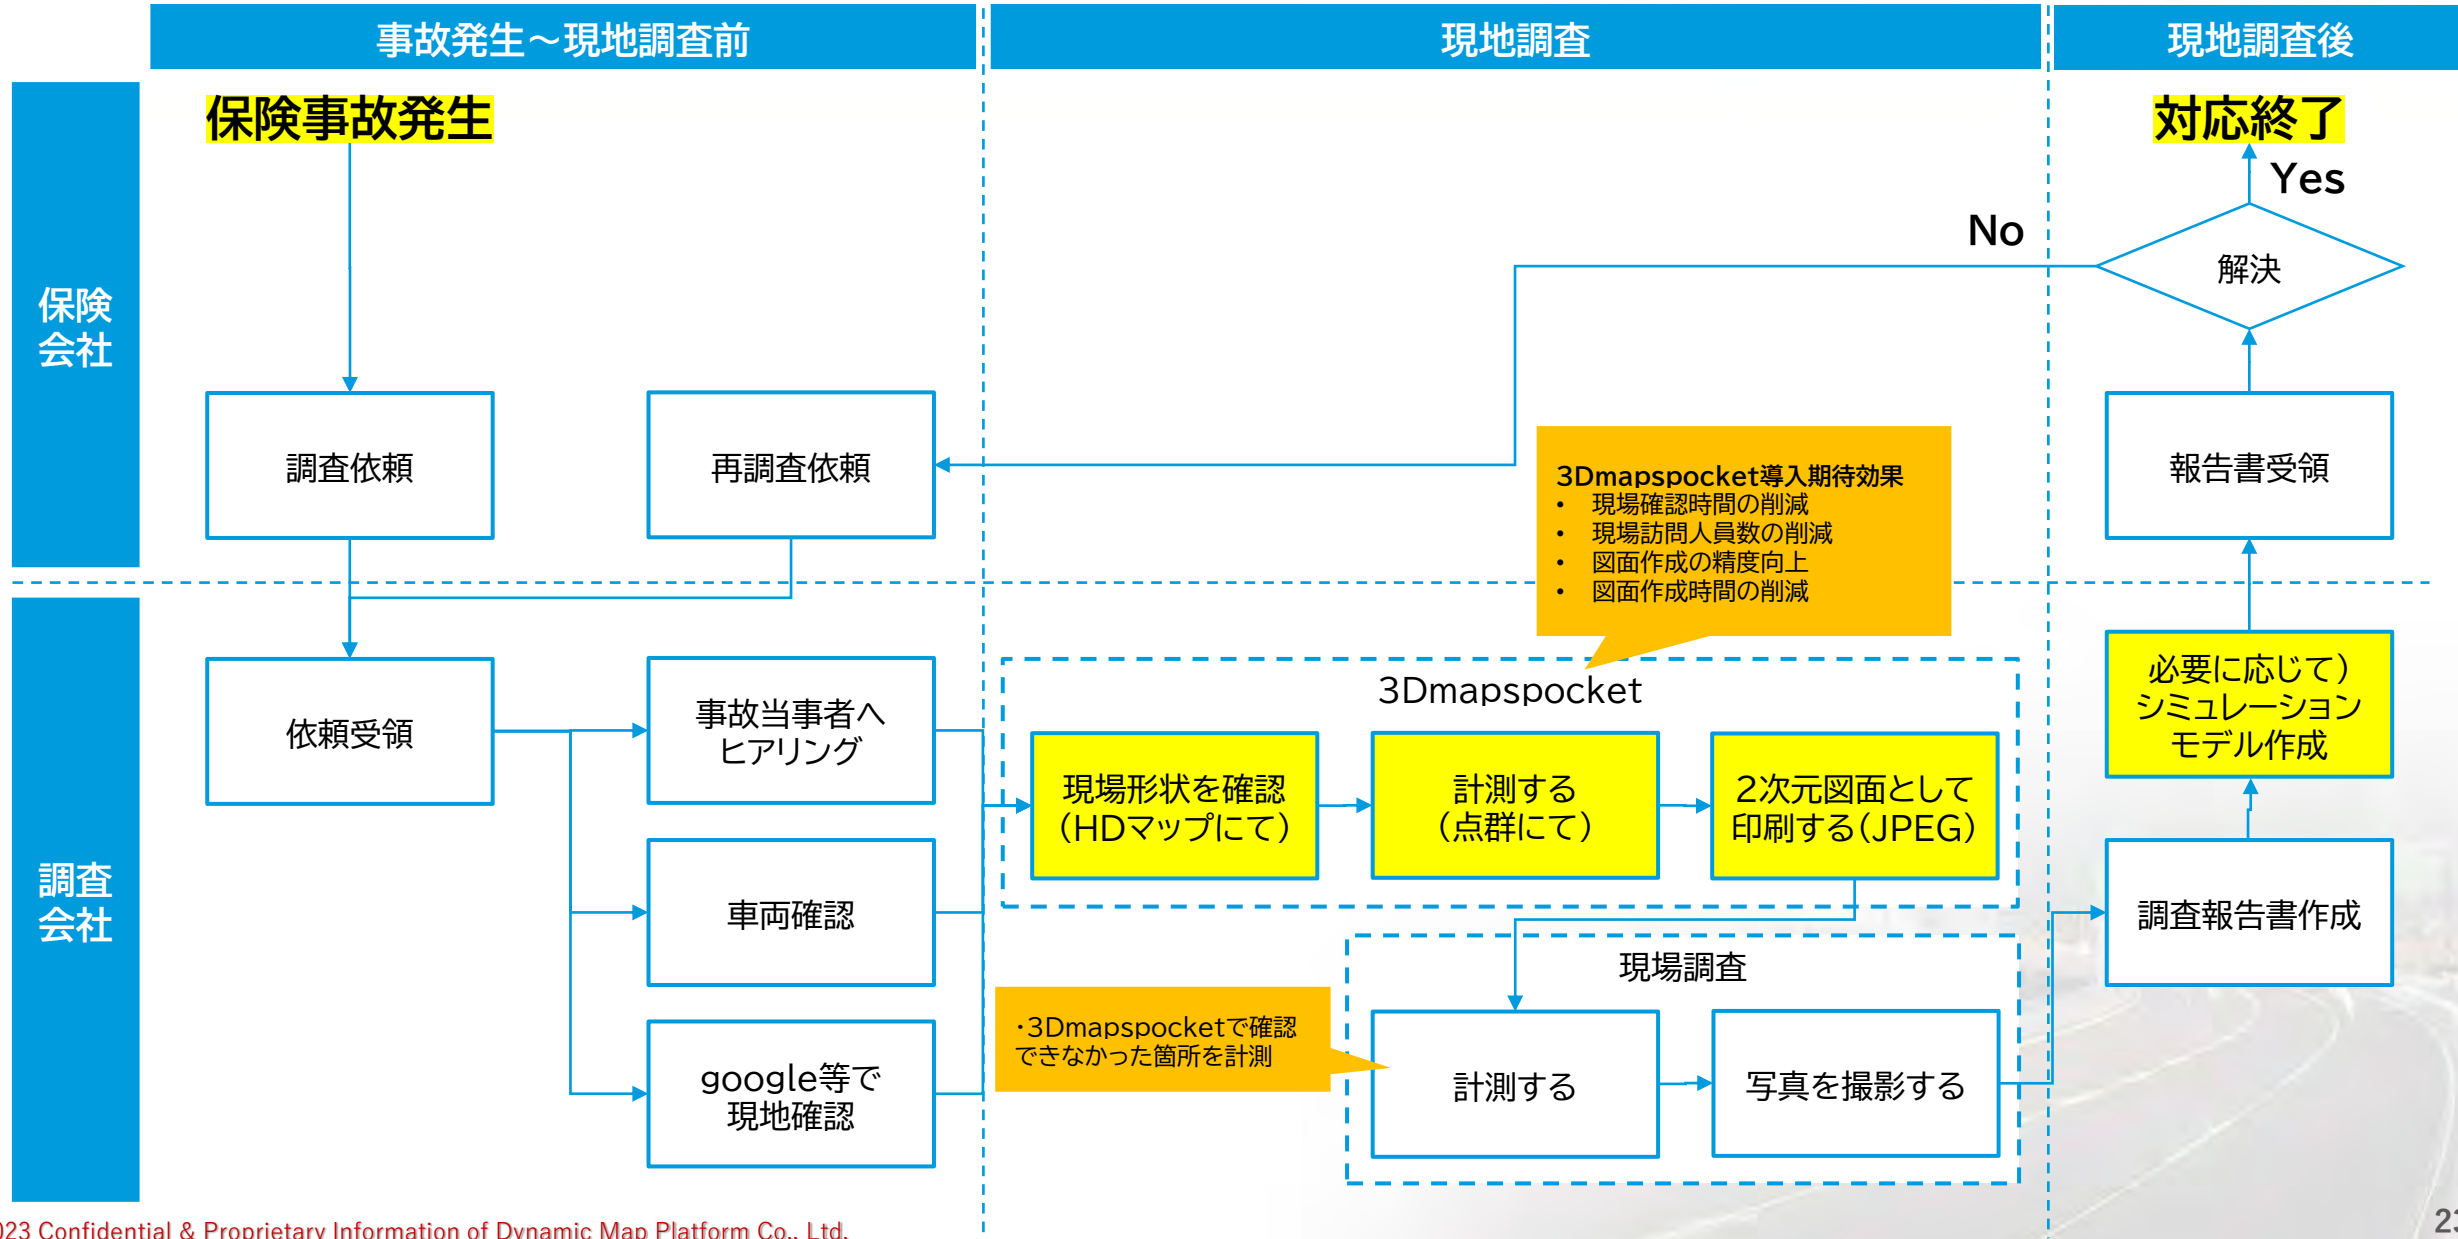 事故発生～現地調査前
現地調査
現地調査後
保険
会社
保険事故発生
対応終了
Yes
No
解決
調査依頼
再調査依頼
報告書受領
3Dmapspocket導入期待効果
• 現場確認時間の削減
• 現場訪問人員数の削減
• 図面作成の精度向上
• 図面作成時間の削減
調査
会社
依頼受領
事故当事者へ
ヒアリング
車両確認
google等で
現地確認
3Dmapspocket
現場形状を確認
（HDマップにて）
計測する
（点群にて）
2次元図面として
印刷する（JPEG）
現場調査
・3Dmapspocketで確認
できなかった箇所を計測
計測する
写真を撮影する
必要に応じて）
シミュレーション
モデル作成
調査報告書作成
023 Confidential & Proprietary Information of Dynamic Map Platform Co., Ltd.
23